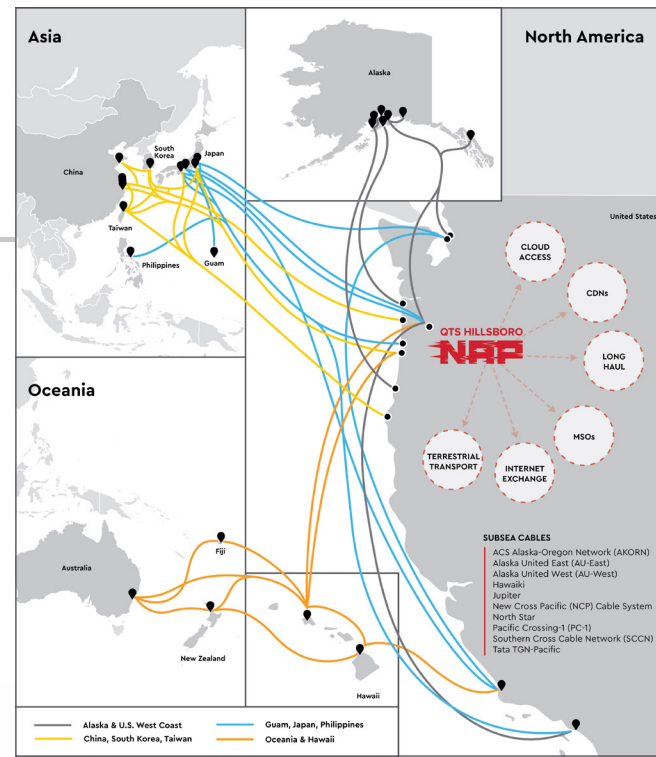 Asia
North America
Alaska
South
Korea
Japan
China
Taiwan
Philippines
Guam
United States
CLOUD
ACCESS
CDNs
QTS HILLSBORO
NAP
LONG
HAUL
MSOs
TERRESTRIAL
TRANSPORT
INTERNET
EXCHANGE
Oceania
Fiji
Australia
New Zealand
Hawaii
SUBSEA CABLES
ACS Alaska-Oregon Network (AKORN)
Alaska United East (AU-East)
Alaska United West (AU-West)
Hawaiki
Jupiter
New Cross Pacific (NCP) Cable System
North Star
Pacific Crossing-1 (PC-1)
Southern Cross Cable Network (SCCN)
Tata TGN-Pacific
Alaska & U.S. West Coast
Guam, Japan, Philippines
China, South Korea, Taiwan
Oceania & Hawaii